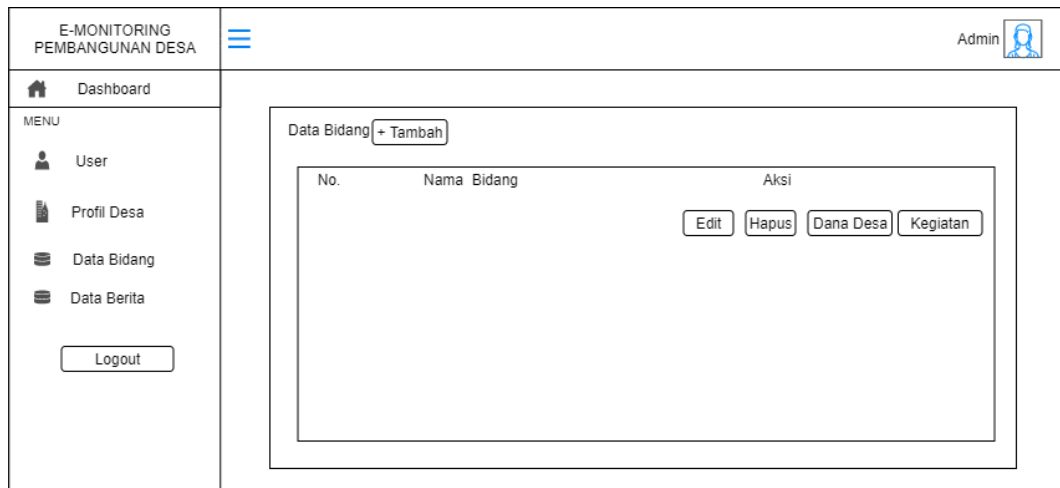 E-MONITORING
PEMBANGUNAN DESA
Admin
Dashboard
MENU
User
Profil Desa
Data Bidang
Data Berita
Logout
Data Bidang + Tambah
No. Nama Bidang Aksi
Edit Hapus Dana Desa Kegiatan